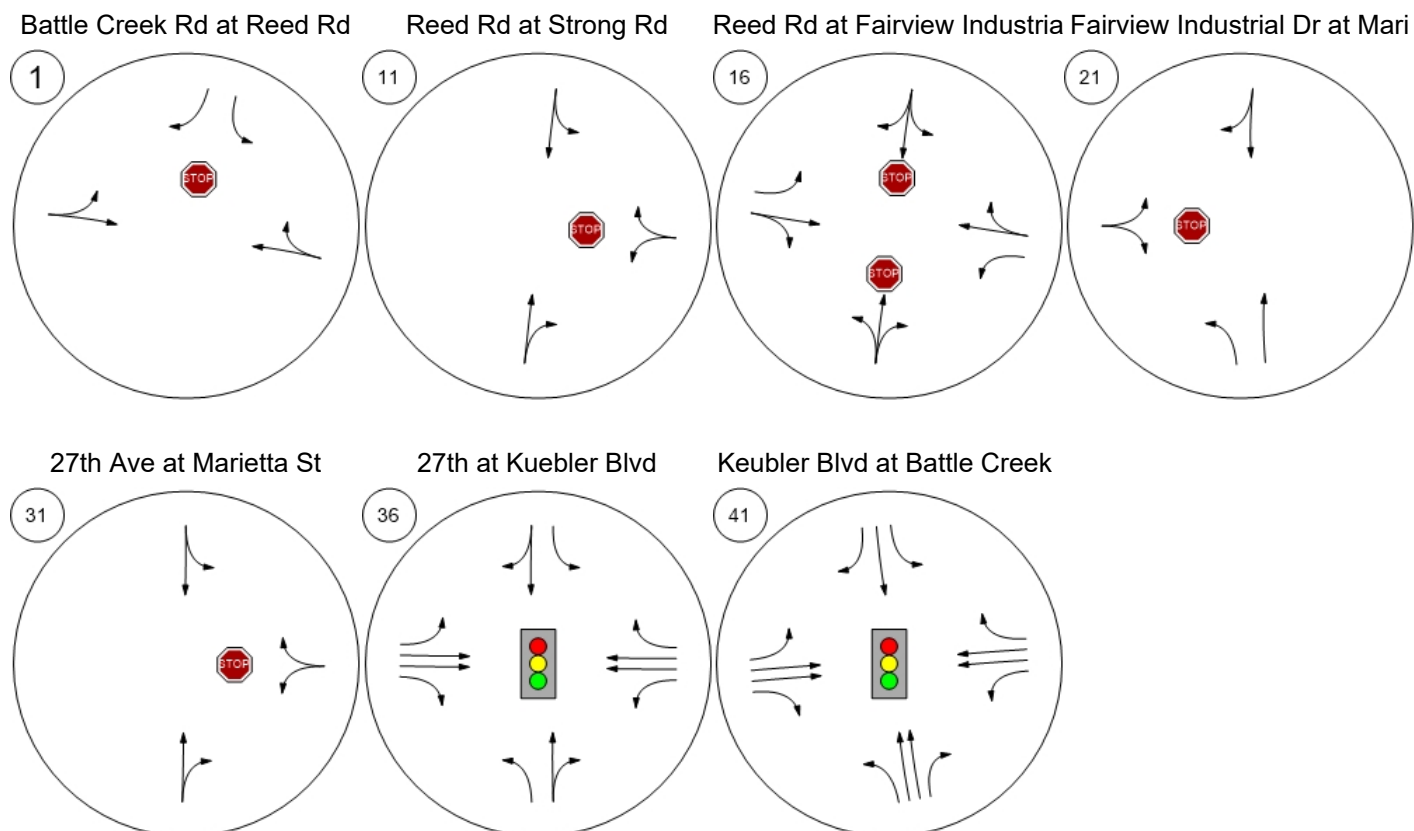 Battle Creek Rd at Reed Rd
Reed Rd at Strong Rd
Reed Rd at Fairview Industria
Fairview Industrial Dr at Mari
1
11
16
21
STOP
STOP
STOP
STOP
STOP
27th Ave at Marietta St
27th at Kuebler Blvd
Keubler Blvd at Battle Creek
31
36
41
STOP